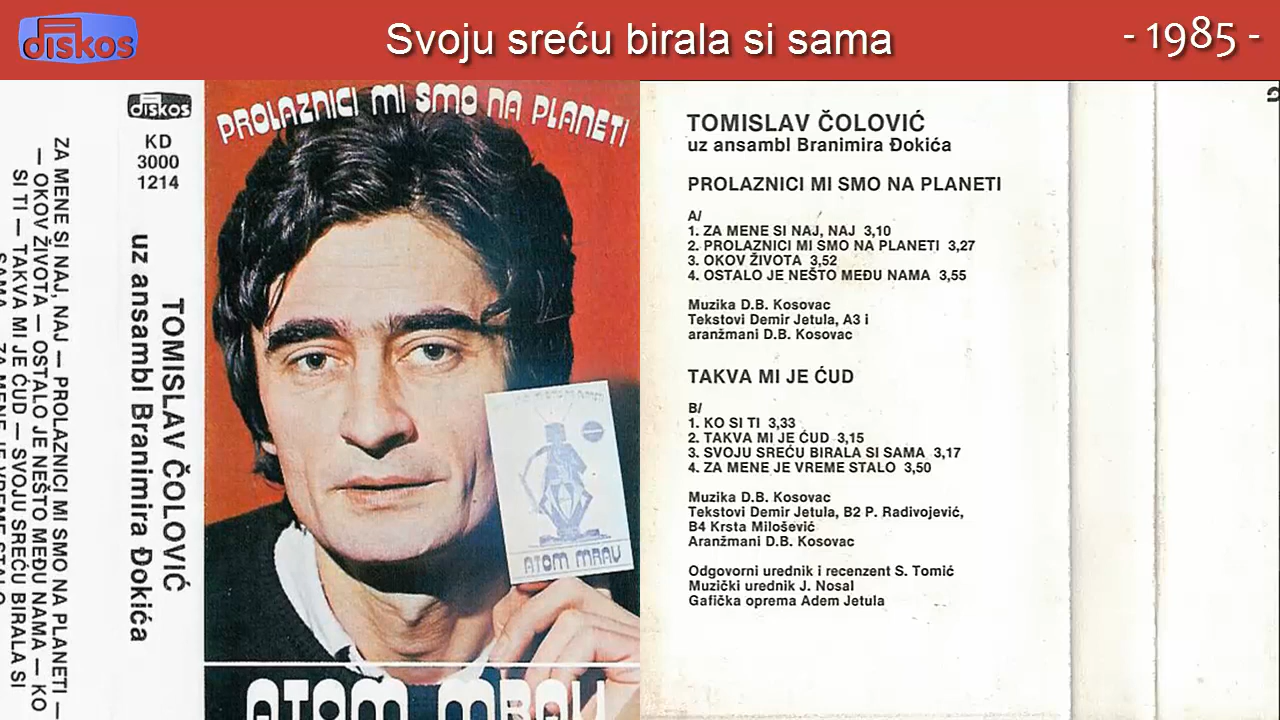 diskos
Svoju sreću birala si sama
- 1985 -
diskos
KD
3000
1214
TOMISLAV ČOLOVIĆ
uz ansambl Branimira Đokića
ZA MENE SI NAJ, NAJ — PROLAZNICI MI SMO NA PLANETI —
— OKOV ŽIVOTA — OSTALO JE NEŠTO MEĐU NAMA — KO
SI TI — TAKVA MI JE ĆUD — SVOJU SREĆU BIRALA SI
SAMA — ZA MENE JE VREME STALO
PROLAZNICI MI SMO NA PLANETI
ATOM MRAV
ATOM MRAV
TOMISLAV ČOLOVIĆ
uz ansambl Branimira Đokića
PROLAZNICI MI SMO NA PLANETI
A/
1. ZA MENE SI NAJ, NAJ 3,10
2. PROLAZNICI MI SMO NA PLANETI 3,27
3. OKOV ŽIVOTA 3,52
4. OSTALO JE NEŠTO MEĐU NAMA 3,55
Muzika D.B. Kosovac
Tekstovi Demir Jetula, A3 i
aranžmani D.B. Kosovac
TAKVA MI JE ĆUD
B/
1. KO SI TI 3,33
2. TAKVA MI JE ĆUD 3,15
3. SVOJU SREĆU BIRALA SI SAMA 3,17
4. ZA MENE JE VREME STALO 3,50
Muzika D.B. Kosovac
Tekstovi Demir Jetula, B2 P. Radivojević,
B4 Krsta Milošević
Aranžmani D.B. Kosovac
Odgovorni urednik i recenzent S. Tomić
Muzički urednik J. Nosal
Gafička oprema Adem Jetula